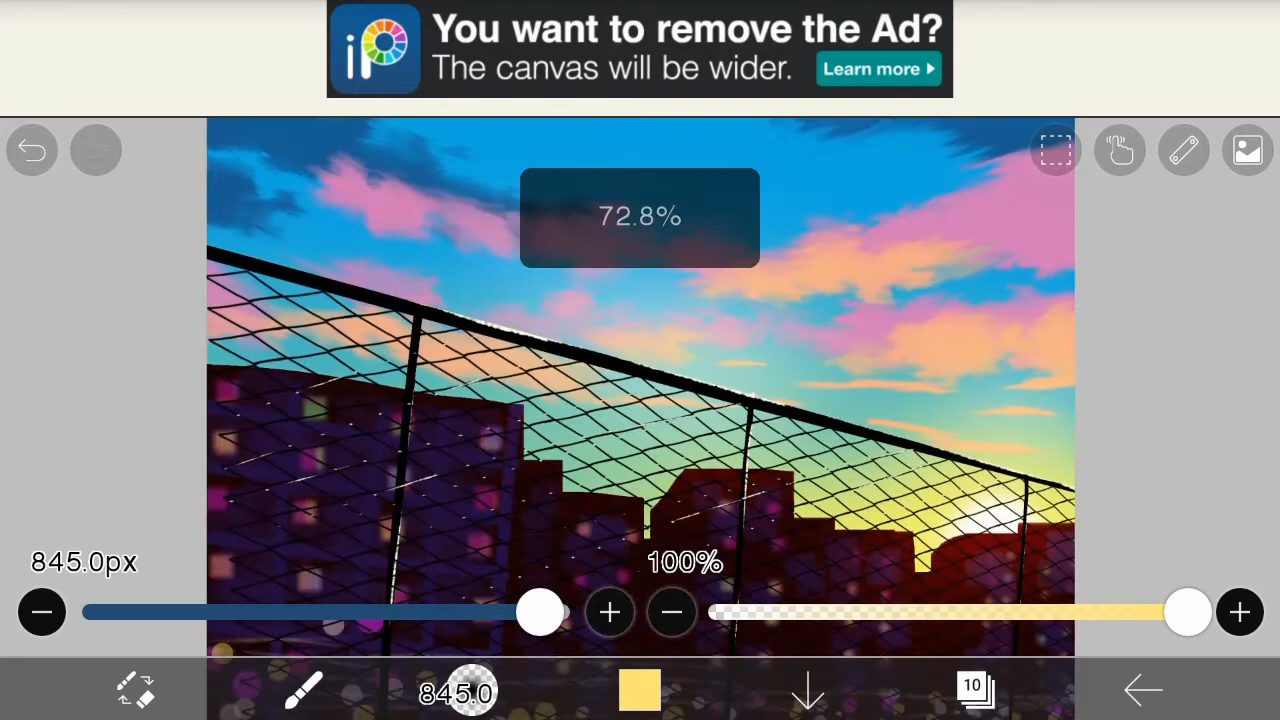 iP
You want to remove the Ad?
The canvas will be wider.
Learn more
72.8%
845.0px
100%
845.0
10